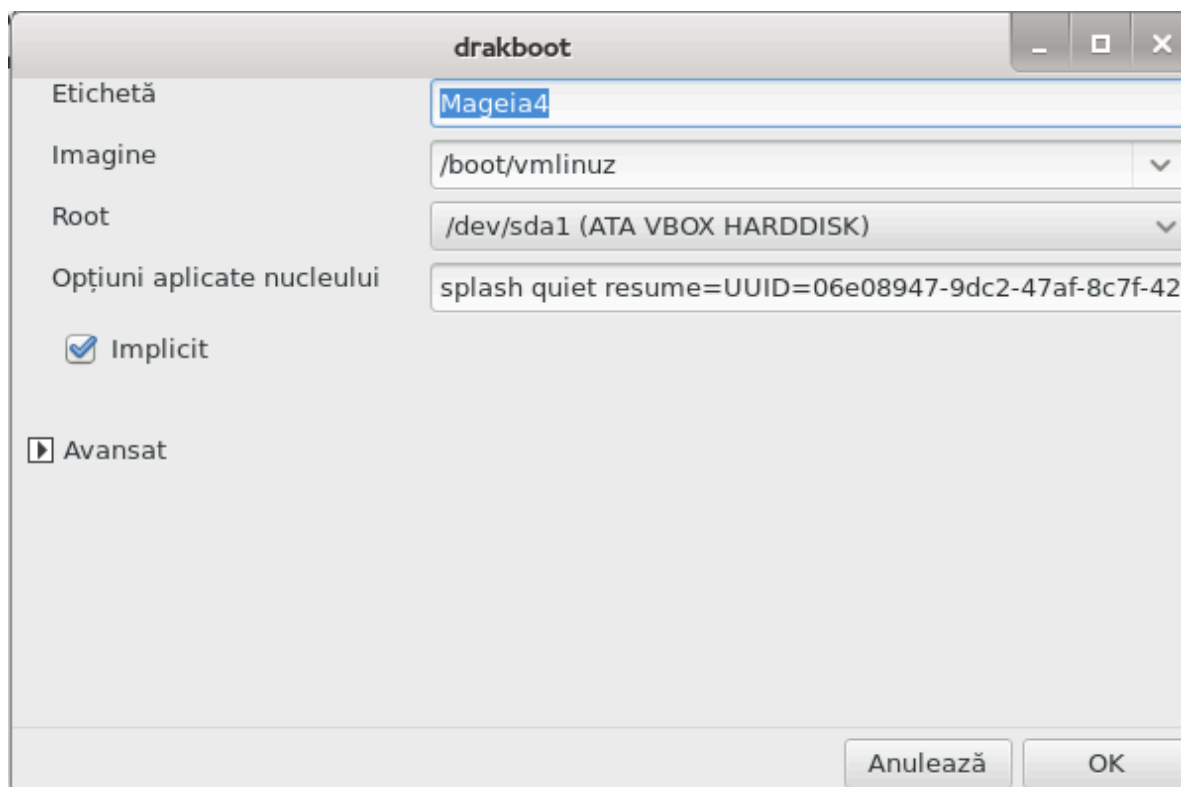 drakboot
Etichetă Mageia4
Imagine /boot/vmlinuz
Root /dev/sda1 (ATA VBOX HARDDISK)
Opțiuni aplicate nucleului splash quiet resume=UUID=06e08947-9dc2-47af-8c7f-42
Implicit
Avansat
Anulează OK